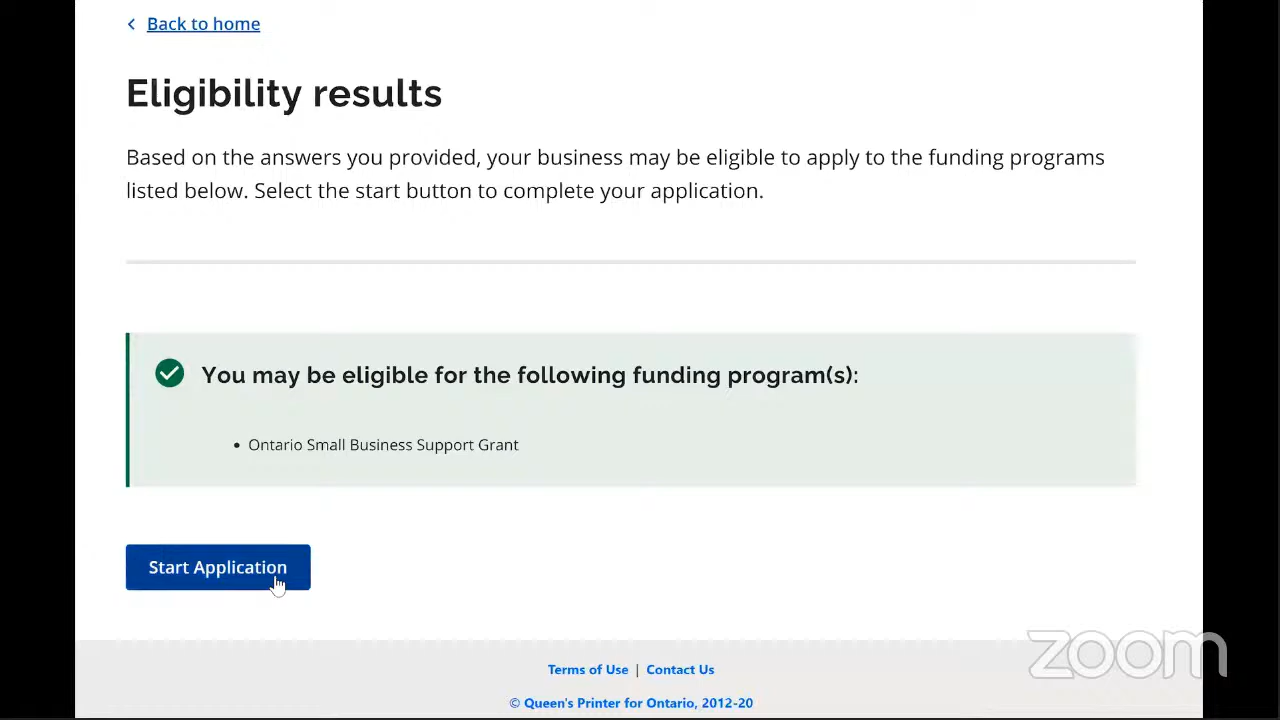 Back to home
Eligibility results
Based on the answers you provided, your business may be eligible to apply to the funding programs
listed below. Select the start button to complete your application.
You may be eligible for the following funding program(s):
• Ontario Small Business Support Grant
Start Application
Terms of Use | Contact Us
© Queen's Printer for Ontario, 2012-20
zoom